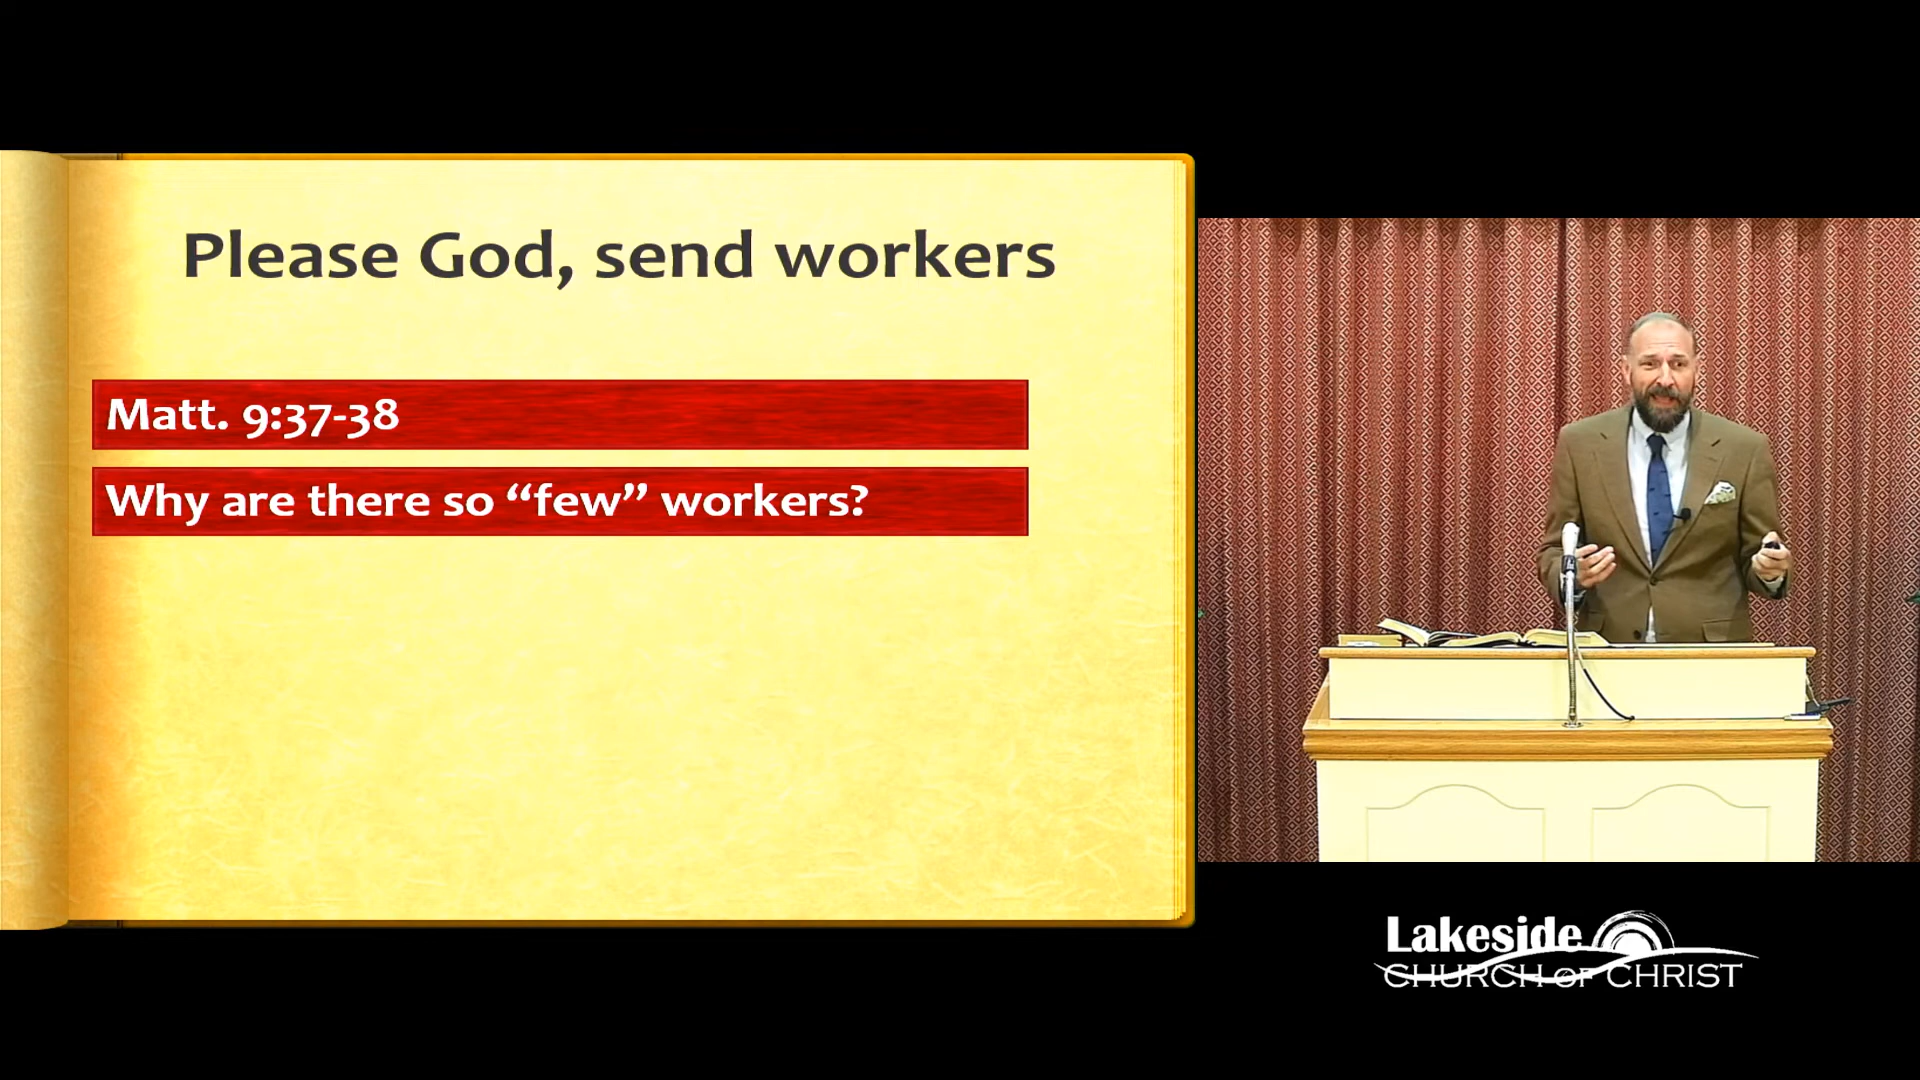 Please God, send workers
Matt. 9:37-38
Why are there so “few” workers?
Lakeside
CHURCH OF CHRIST